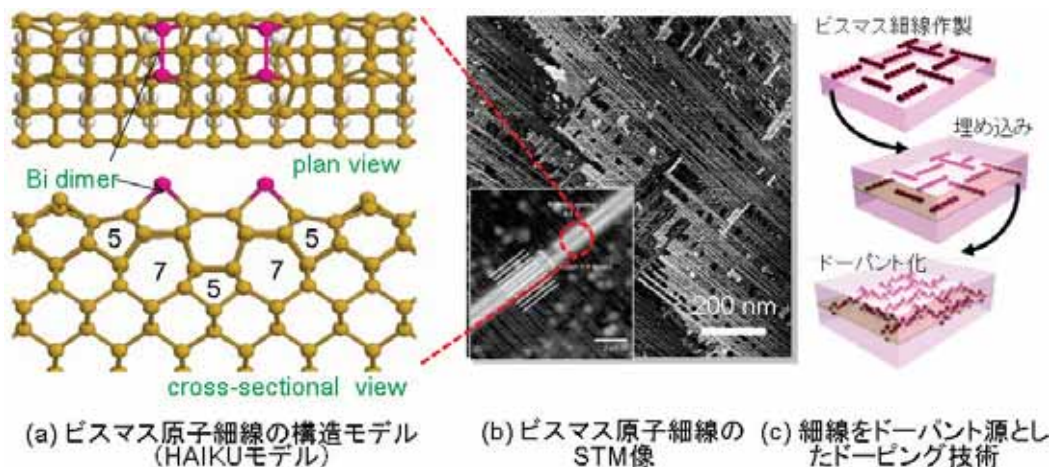 plan view
Bi dimer
5
5
7
7
5
cross-sectional view
(a) ビスマス原子細線の構造モデル
(HAIKUモデル)
200 nm
(b) ビスマス原子細線の
STM像
ビスマス細線作製
埋め込み
ドーパント化
(c) 細線をドーパント源とし
たドーピング技術